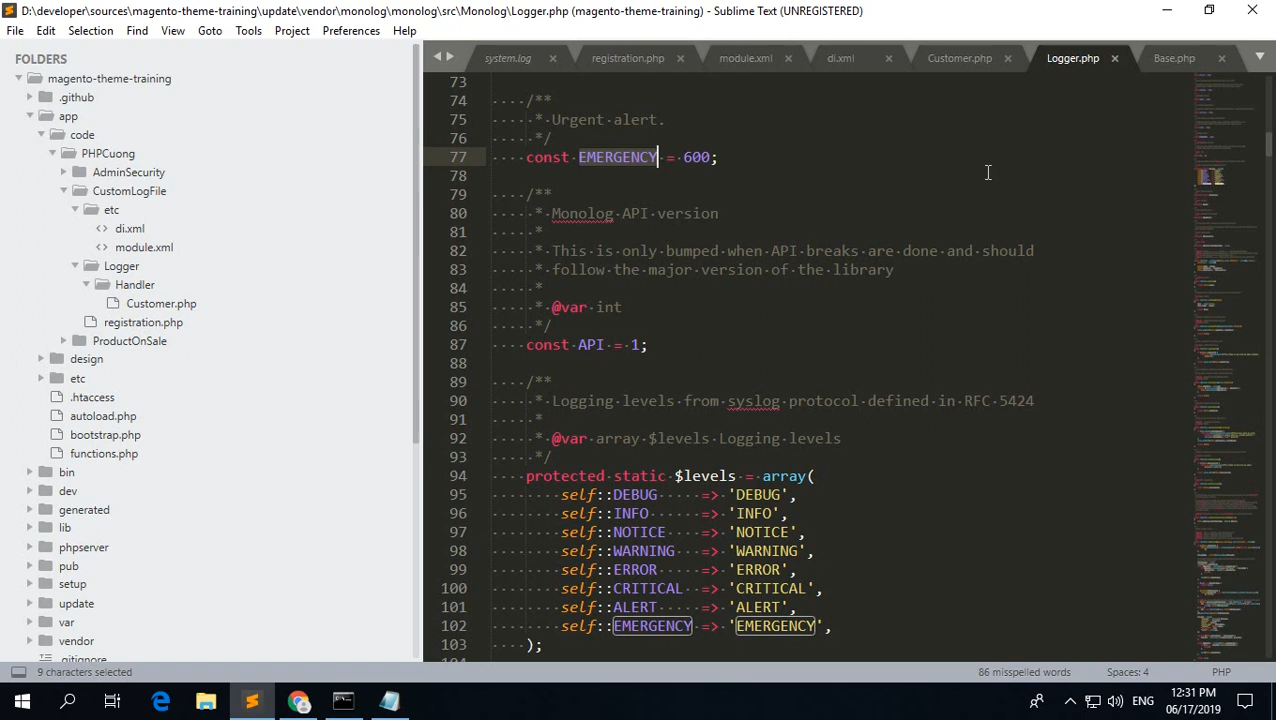 D:\developer\sources\magento-theme-training\update\vendor\monolog\monolog\src\Monolog\Logger.php (magento-theme-training) - Sublime Text (UNREGISTERED)
File Edit Selection Find View Goto Tools Project Preferences Help
FOLDERS
magento-theme-training
.github
app
code
PHPCuong
AdminSecurity
CustomLogFile
etc
di.xml
module.xml
Logger
Handler
Customer.php
registration.php
ProductOnSale
design
etc
.htaccess
autoload.php
bootstrap.php
functions.php
bin
dev
generated
lib
phpserver
pub
setup
update
var
vendor
.gitignore
system.log registration.php module.xml di.xml Customer.php Logger.php Base.php
73
74 /**
75 * Urgent alert.
76 */
77 const EMERGENCY = 600;
78
79 /**
80 * Monolog API version
81 *
82 * This is only bumped when API breaks are done and should
83 * follow the major version of the library
84 *
85 * @var int
86 */
87 const API = 1;
88
89 /**
90 * Logging levels from syslog protocol defined in RFC 5424
91 *
92 * @var array $levels Logging levels
93 */
94 protected static $levels = array(
95 self::DEBUG => 'DEBUG',
96 self::INFO => 'INFO',
97 self::NOTICE => 'NOTICE',
98 self::WARNING => 'WARNING',
99 self::ERROR => 'ERROR',
100 self::CRITICAL => 'CRITICAL',
101 self::ALERT => 'ALERT',
102 self::EMERGENCY => 'EMERGENCY',
103 );
9 characters selected 86 misspelled words Spaces: 4 PHP
ENG
12:31 PM
06/17/2019